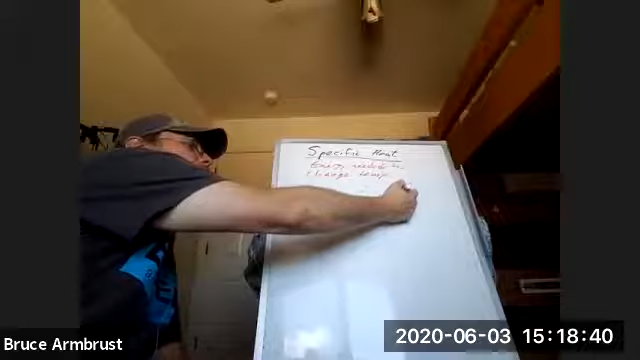 Specific Heat
Energy needed to
change temp
Bruce Armbrust
2020-06-03 15:18:40